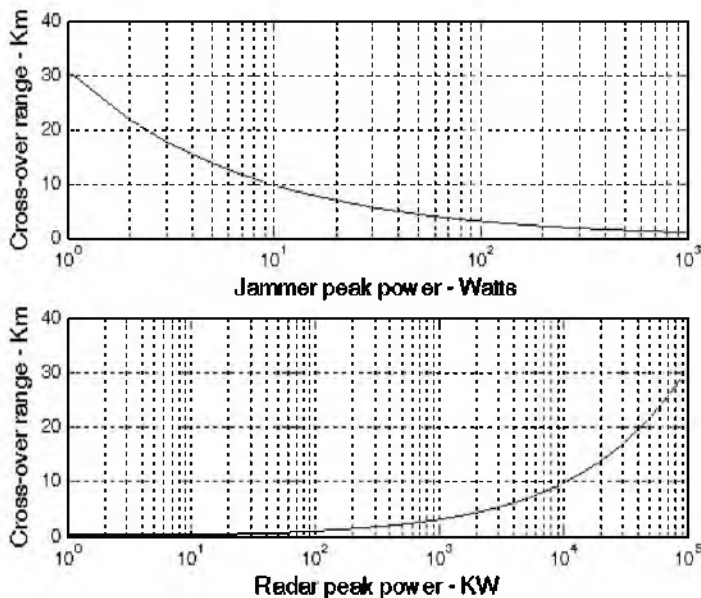 40
30
20
10
0
Cross-over range - Km
10^0 10^1 10^2 10^3
Jammer peak power - Watts
40
30
20
10
0
Cross-over range - Km
10^0 10^1 10^2 10^3 10^4 10^5
Radar peak power - KW